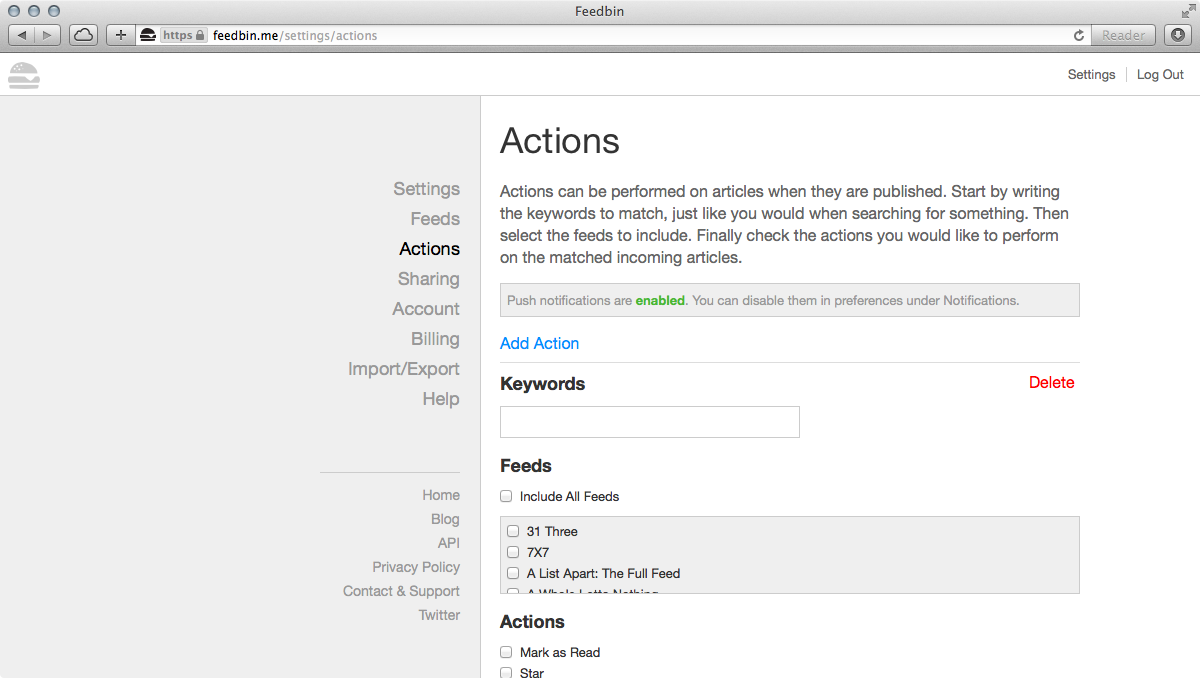 Feedbin
https feedbin.me/settings/actions
Reader
Settings
Log Out
Settings
Feeds
Actions
Sharing
Account
Billing
Import/Export
Help
Home
Blog
API
Privacy Policy
Contact & Support
Twitter
Actions
Actions can be performed on articles when they are published. Start by writing
the keywords to match, just like you would when searching for something. Then
select the feeds to include. Finally check the actions you would like to perform
on the matched incoming articles.
Push notifications are enabled. You can disable them in preferences under Notifications.
Add Action
Keywords
Delete
Feeds
Include All Feeds
31 Three
7X7
A List Apart: The Full Feed
A Whole Lotta Nothing
Actions
Mark as Read
Star